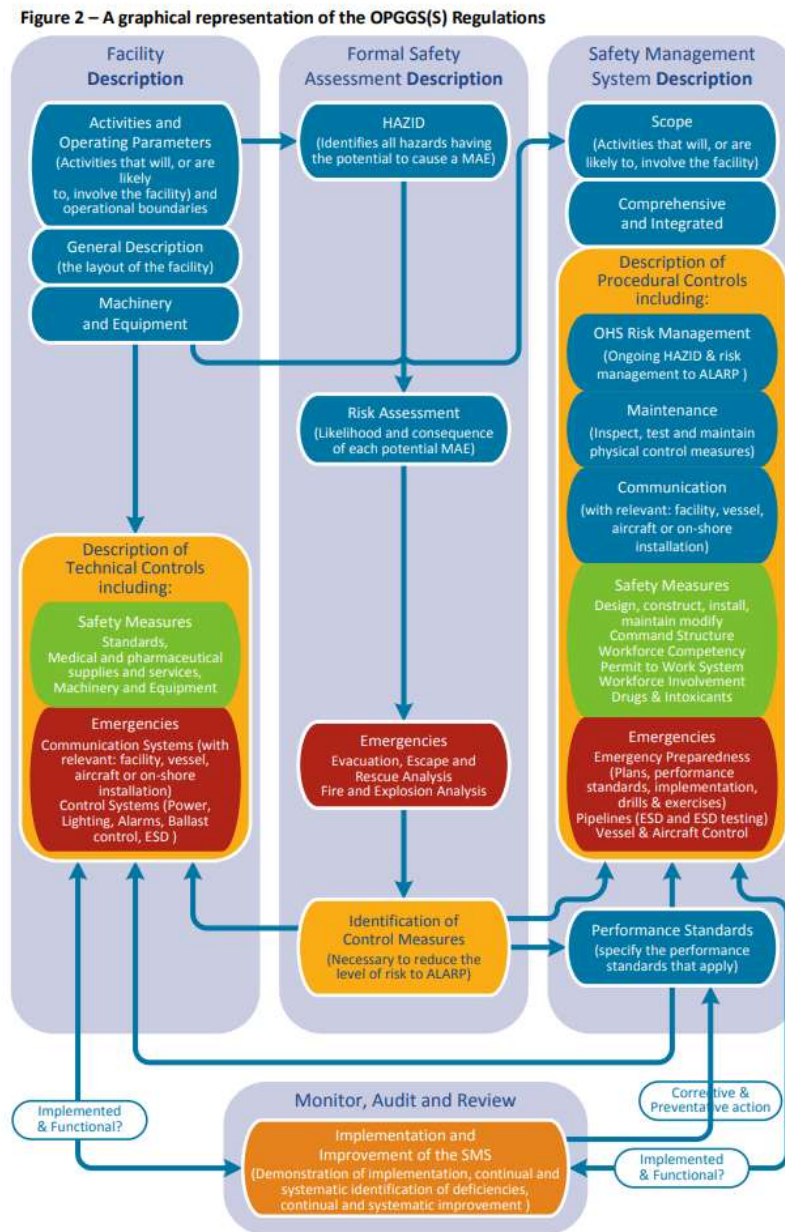 Figure 2 – A graphical representation of the OPGGS(S) Regulations
Facility
Description
Activities and
Operating Parameters
(Activities that will, or are
likely
to, involve the facility) and
operational boundaries
General Description
(the layout of the facility)
Machinery
and Equipment
Description of
Technical Controls
including:
Safety Measures
Standards,
Medical and pharmaceutical
supplies and services,
Machinery and Equipment
Emergencies
Communication Systems (with
relevant: facility, vessel,
aircraft or on-shore
installation)
Control Systems (Power,
Lighting, Alarms, Ballast
control, ESD )
Formal Safety
Assessment Description
HAZID
(Identifies all hazards having
the potential to cause a MAE)
Risk Assessment
(Likelihood and consequence
of each potential MAE)
Emergencies
Evacuation, Escape and
Rescue Analysis
Fire and Explosion Analysis
Identification of
Control Measures
(Necessary to reduce the
level of risk to ALARP)
Safety Management
System Description
Scope
(Activities that will, or are
likely to, involve the facility)
Comprehensive
and Integrated
Description of
Procedural Controls
including:
OHS Risk Management
(Ongoing HAZID & risk
management to ALARP )
Maintenance
(Inspect, test and maintain
physical control measures)
Communication
(with relevant: facility, vessel,
aircraft or on-shore
installation)
Safety Measures
Design, construct, install,
maintain modify
Command Structure
Workforce Competency
Permit to Work System
Workforce Involvement
Drugs & Intoxicants
Emergencies
Emergency Preparedness
(Plans, performance
standards, implementation,
drills & exercises)
Pipelines (ESD and ESD testing)
Vessel & Aircraft Control
Performance Standards
(specify the performance
standards that apply)
Implemented
& Functional?
Monitor, Audit and Review
Implementation and
Improvement of the SMS
(Demonstration of implementation, continual and
systematic identification of deficiencies,
continual and systematic improvement )
Corrective &
Preventative action
Implemented
& Functional?